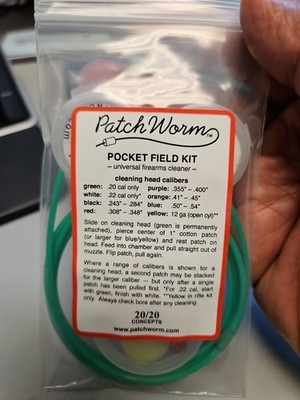 PatchWorm™
POCKET FIELD KIT
– universal firearms cleaner –
cleaning head calibers
green: .20 cal only purple: .355" – .400"
white: .22 cal only* orange: .41" – .45"
black: .243" – .284" blue: .50" – .54"
red: .308" – .348" yellow: 12 ga (open cyl)**
Slide on cleaning head (green is permanently
attached), pierce center of 1" cotton patch
(or larger for blue/yellow) and rest patch on
head. Feed into chamber and pull straight out of
muzzle. Flip patch, pull again.
Where a range of calibers is shown for a
cleaning head, a second patch may be stacked
for the larger caliber -- but only after a single
patch has been pulled first. *For .22 cal, start
with green, finish with white. **Yellow in rifle kit
only. Always check bore after any cleaning.
20/20
CONCEPTS
www.patchworm.com